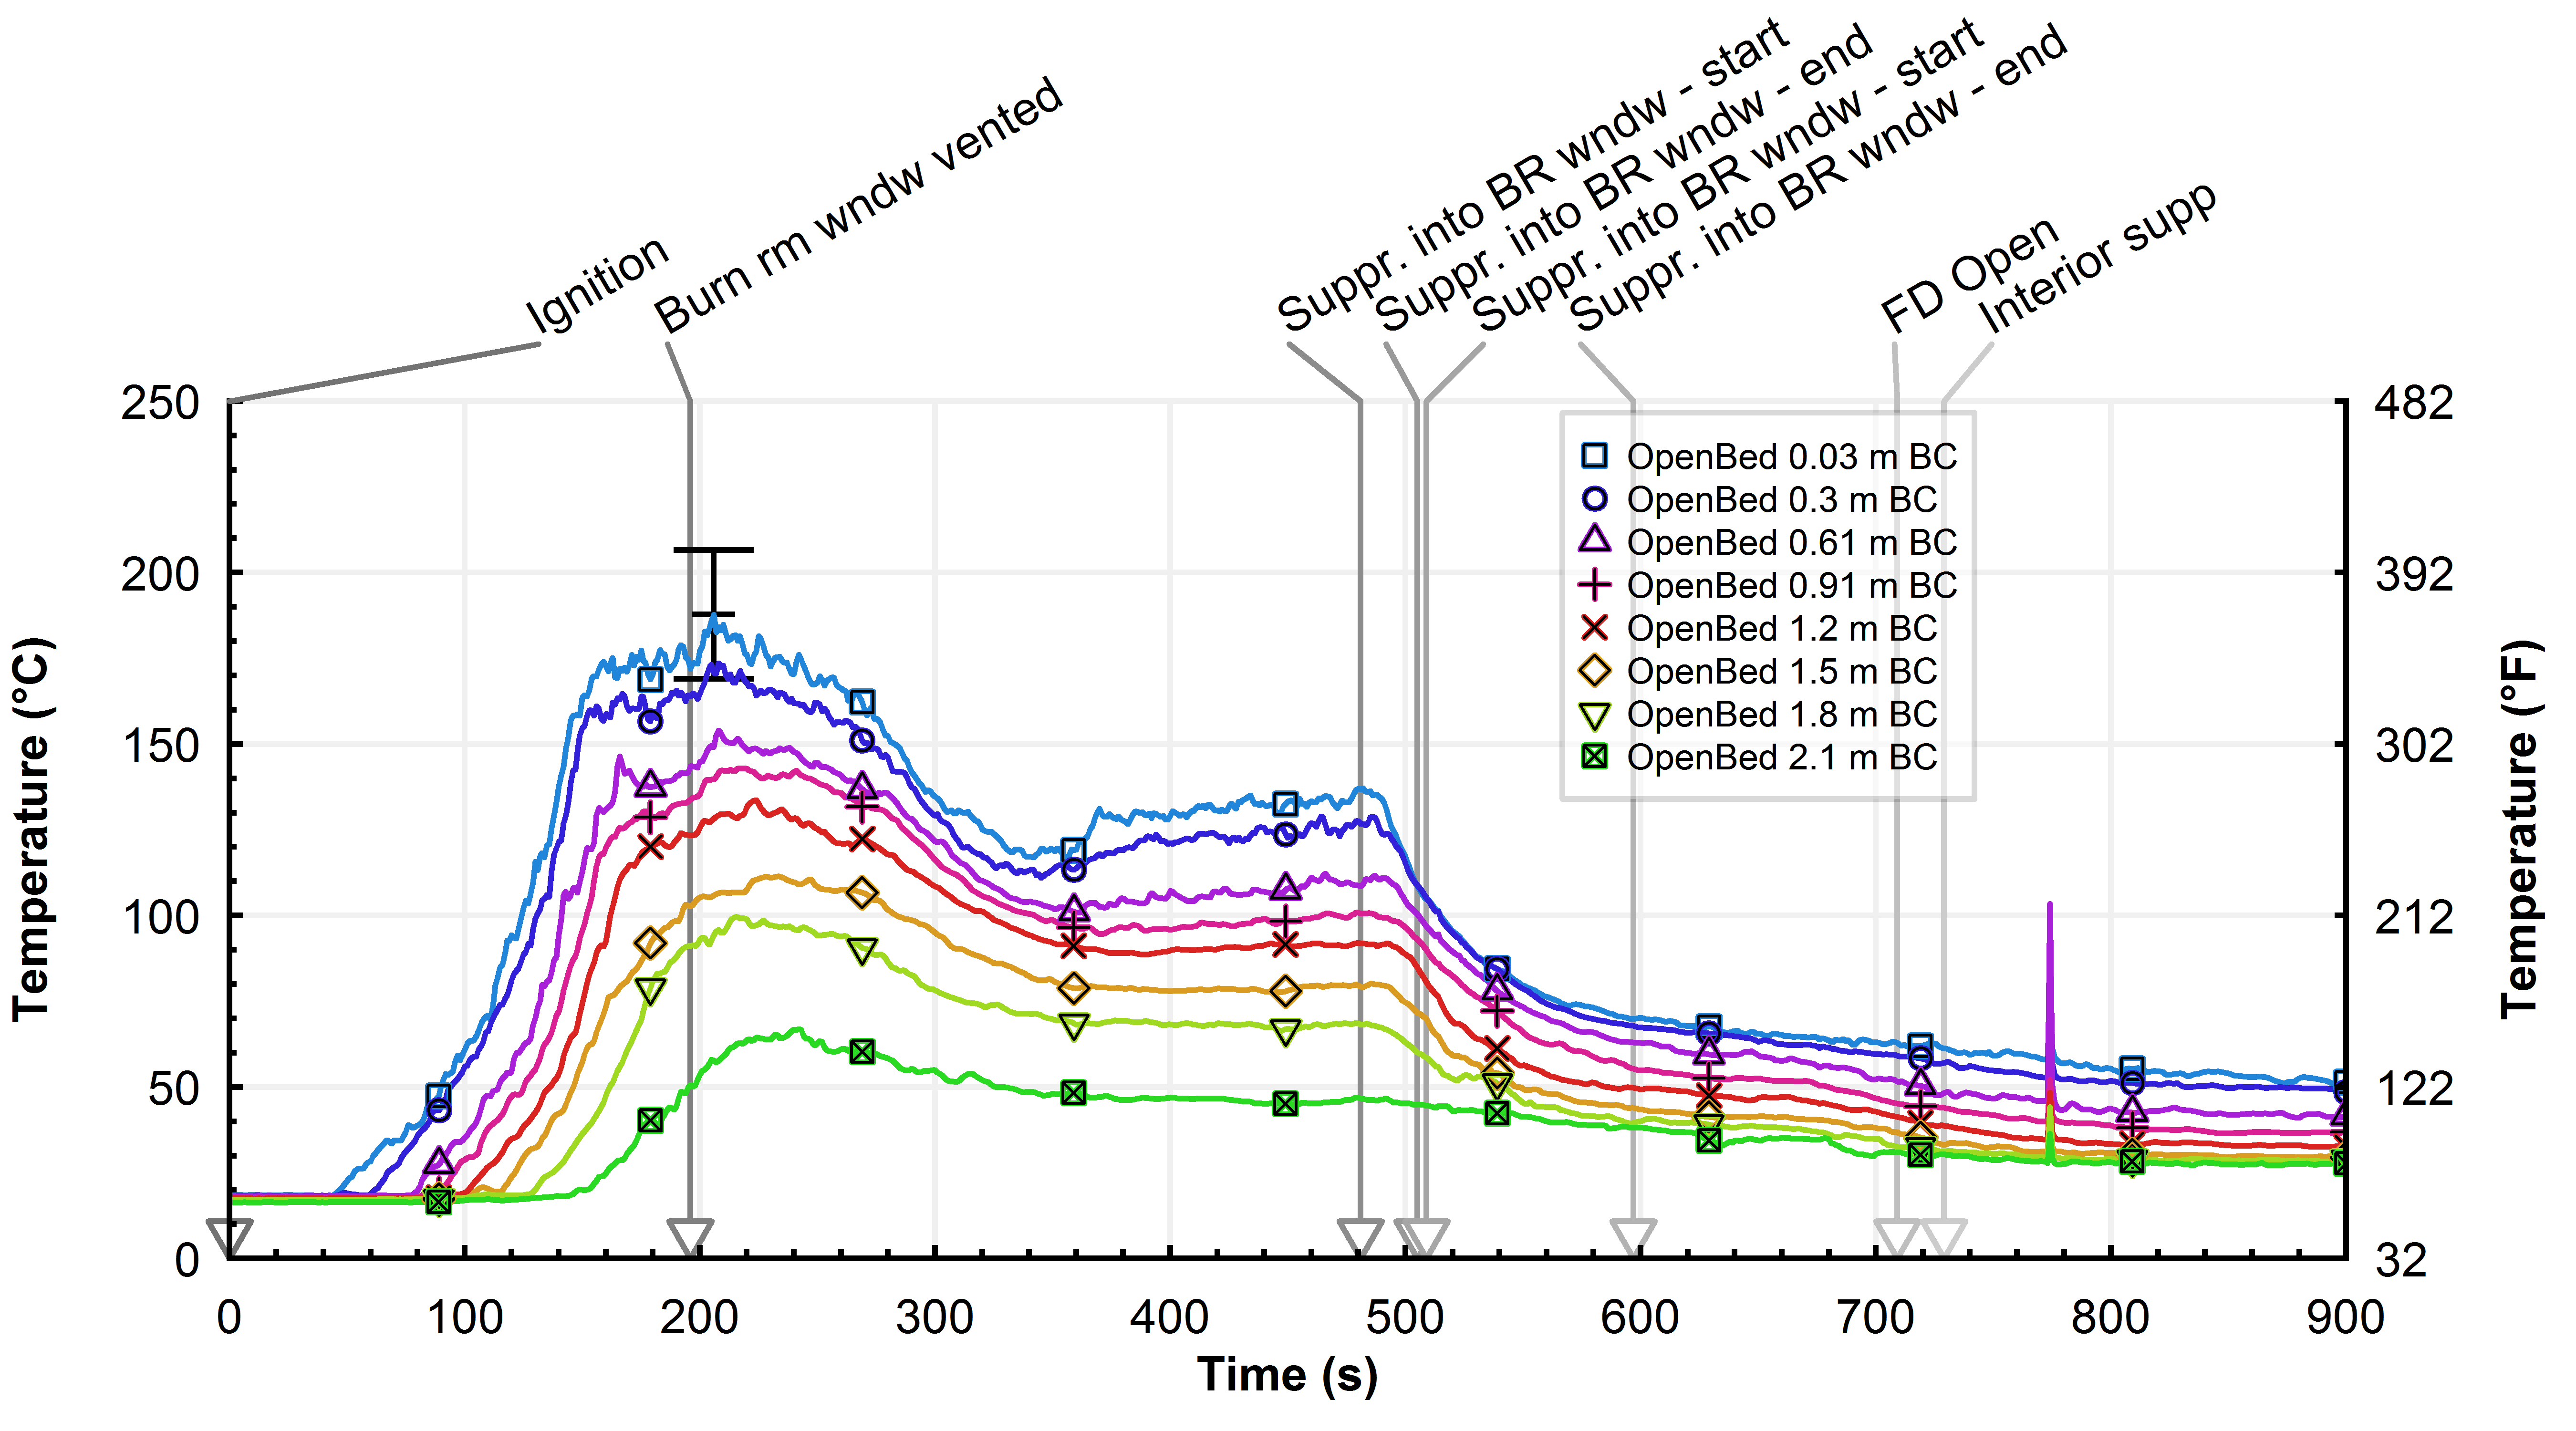 Ignition
Burn rm wndw vented
Suppr. into BR wndw - start
Suppr. into BR wndw - end
Suppr. into BR wndw - start
Suppr. into BR wndw - end
FD Open
Interior supp
250
200
150
100
50
0
Temperature (°C)
482
392
302
212
122
32
Temperature (°F)
OpenBed 0.03 m BC
OpenBed 0.3 m BC
OpenBed 0.61 m BC
OpenBed 0.91 m BC
OpenBed 1.2 m BC
OpenBed 1.5 m BC
OpenBed 1.8 m BC
OpenBed 2.1 m BC
0 100 200 300 400 500 600 700 800 900
Time (s)